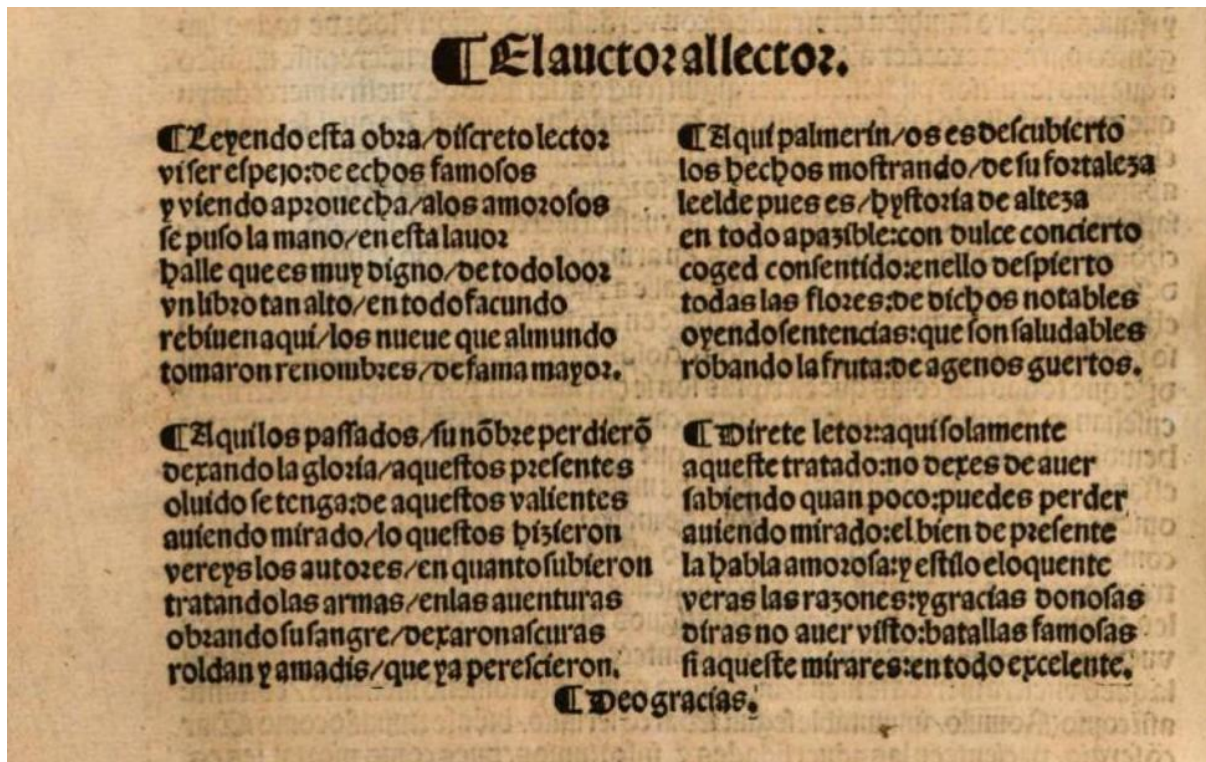 ¶ El auctor al lector.
¶ Leyendo esta obra/discreto lector
vi ser espejo:de echos famosos
y viendo aprouecha/alos amorosos
se puso la mano/en esta lauor
halle que es muy digno/de todo loor
vn libro tan alto/en todo facundo
rebiuen aqui/los nueue que al mundo
tomaron renombres/de fama mayor.
¶ Aqui los passados/su nõbre perdierõ
dexando la gloria/aquestos presentes
oluido se tenga:de aquestos valientes
auiendo mirado/lo questos hizieron
vereys los autores/en quanto subieron
tratando las armas/enlas auenturas
obrando su sangre/dexaron ascuras
roldan y amadis/que ya perescieron.
¶ Aqui palmerin/os es descubierto
los hechos mostrando/de su fortaleza
leelde pues es/hystoria de alteza
en todo apazible:con dulce concierto
coged con sentido:enello despierto
todas las flores:de dichos notables
oyendo sentencias:que son saludables
robando la fruta:de agenos guertos.
¶ Direte letor:aqui solamente
aqueste tratado:no dexes de auer
sabiendo quan poco:puedes perder
auiendo mirado:el bien de presente
la habla amorosa:y estilo eloquente
veras las razones:y gracias donosas
diras no auer visto:batallas famosas
si aqueste mirares:en todo excelente.
¶ Deo gracias.